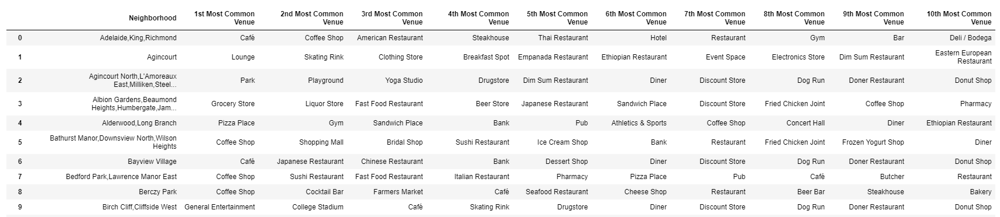 Neighborhood 1st Most Common Venue 2nd Most Common Venue 3rd Most Common Venue 4th Most Common Venue 5th Most Common Venue 6th Most Common Venue 7th Most Common Venue 8th Most Common Venue 9th Most Common Venue 10th Most Common Venue
0 Adelaide,King,Richmond Café Coffee Shop American Restaurant Steakhouse Thai Restaurant Hotel Restaurant Gym Bar Deli / Bodega
1 Agincourt Lounge Skating Rink Clothing Store Breakfast Spot Empanada Restaurant Ethiopian Restaurant Event Space Electronics Store Dim Sum Restaurant Eastern European Restaurant
2 Agincourt North,L'Amoreaux East,Milliken,Steel... Park Playground Yoga Studio Drugstore Dim Sum Restaurant Diner Discount Store Dog Run Doner Restaurant Donut Shop
3 Albion Gardens,Beaumond Heights,Humbergate,Jam... Grocery Store Liquor Store Fast Food Restaurant Beer Store Japanese Restaurant Sandwich Place Discount Store Fried Chicken Joint Coffee Shop Pharmacy
4 Alderwood,Long Branch Pizza Place Gym Sandwich Place Bank Pub Athletics & Sports Coffee Shop Concert Hall Diner Ethiopian Restaurant
5 Bathurst Manor,Downsview North,Wilson Heights Coffee Shop Shopping Mall Bridal Shop Sushi Restaurant Ice Cream Shop Bank Restaurant Fried Chicken Joint Frozen Yogurt Shop Diner
6 Bayview Village Café Japanese Restaurant Chinese Restaurant Bank Dessert Shop Diner Discount Store Dog Run Doner Restaurant Donut Shop
7 Bedford Park,Lawrence Manor East Coffee Shop Sushi Restaurant Fast Food Restaurant Italian Restaurant Pharmacy Pizza Place Pub Café Butcher Restaurant
8 Berczy Park Coffee Shop Cocktail Bar Farmers Market Café Seafood Restaurant Cheese Shop Restaurant Beer Bar Steakhouse Bakery
9 Birch Cliff,Cliffside West General Entertainment College Stadium Café Skating Rink Drugstore Diner Discount Store Dog Run Doner Restaurant Donut Shop